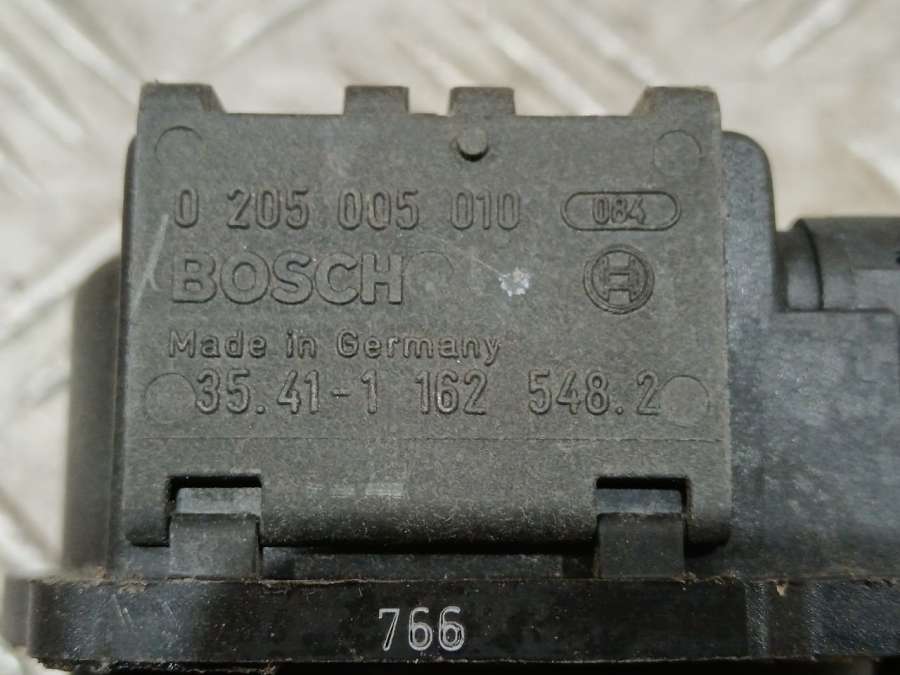 0 205 005 010 084
BOSCH
Made in Germany
35.41-1 162 548.2
766